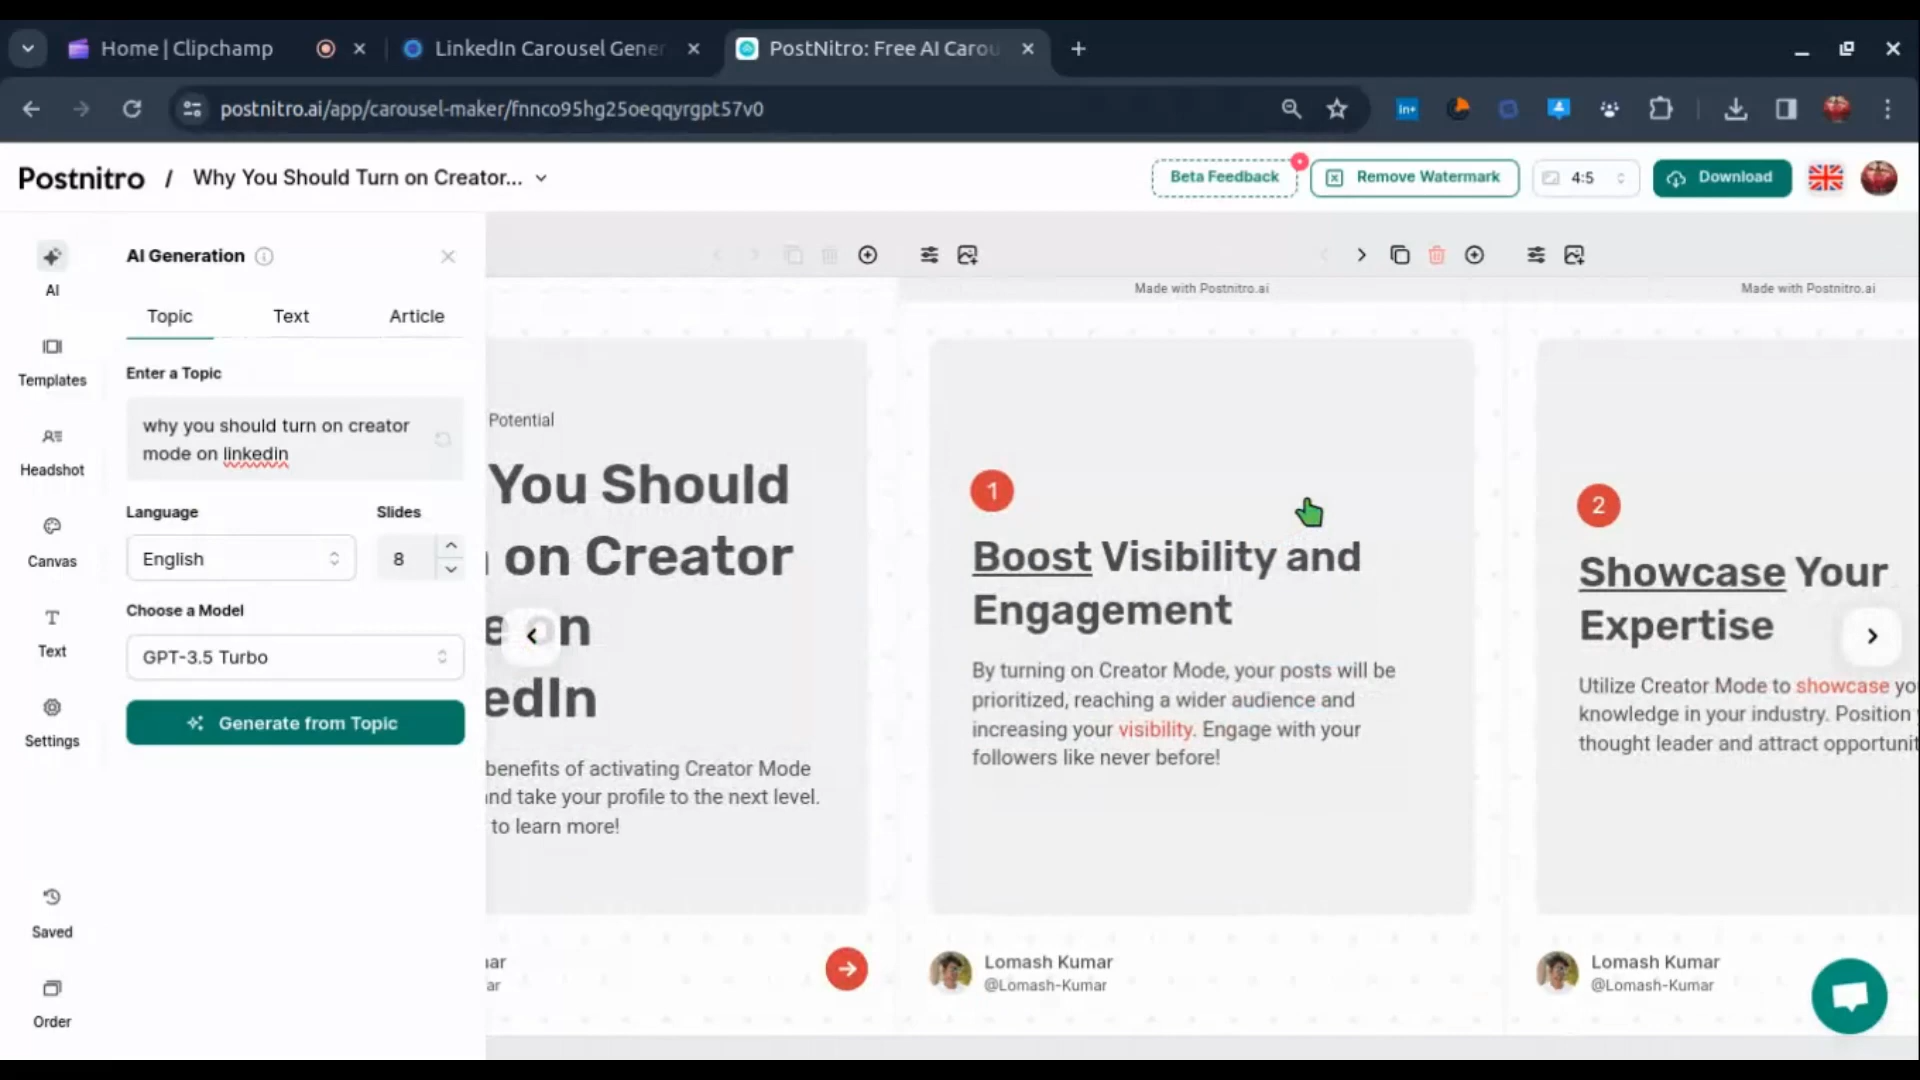 Home | Clipchamp
LinkedIn Carousel Gener
PostNitro: Free AI Carou
postnitro.ai/app/carousel-maker/fnnco95hg25oeqqyrgpt57v0
in+
Postnitro / Why You Should Turn on Creator...
Beta Feedback
Remove Watermark
4:5
Download
AI
Templates
Headshot
Canvas
Text
Settings
Saved
Order
AI Generation
Topic Text Article
Enter a Topic
why you should turn on creator
mode on linkedin
Language Slides
English 8
Choose a Model
GPT-3.5 Turbo
Generate from Topic
Potential
You Should
on Creator
e on
edIn
benefits of activating Creator Mode
nd take your profile to the next level.
to learn more!
ar
ar
Made with Postnitro.ai
1
Boost Visibility and
Engagement
By turning on Creator Mode, your posts will be
prioritized, reaching a wider audience and
increasing your visibility. Engage with your
followers like never before!
Lomash Kumar
@Lomash-Kumar
Made with Postnitro.ai
2
Showcase Your
Expertise
Utilize Creator Mode to showcase yo
knowledge in your industry. Position
thought leader and attract opportunit
Lomash Kumar
@Lomash-Kumar